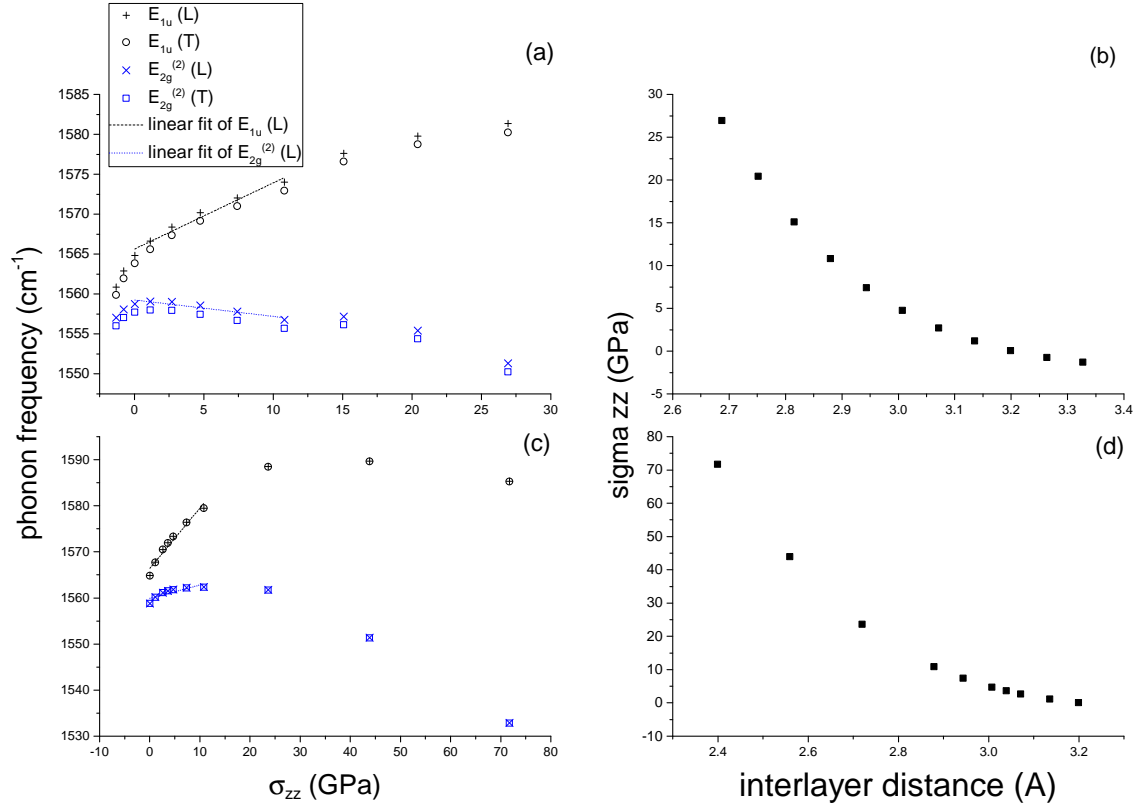 E1u (L)
E1u (T)
E2g(2) (L)
E2g(2) (T)
linear fit of E1u (L)
linear fit of E2g(2) (L)
(a)
1585
1580
1575
1570
1565
1560
1555
1550
0 5 10 15 20 25 30
(b)
30
25
20
15
10
5
0
-5
2.6 2.7 2.8 2.9 3.0 3.1 3.2 3.3 3.4
phonon frequency (cm-1)
sigma zz (GPa)
(c)
1590
1580
1570
1560
1550
1540
1530
-10 0 10 20 30 40 50 60 70 80
σzz (GPa)
(d)
80
70
60
50
40
30
20
10
0
-10
2.4 2.6 2.8 3.0 3.2
interlayer distance (A)